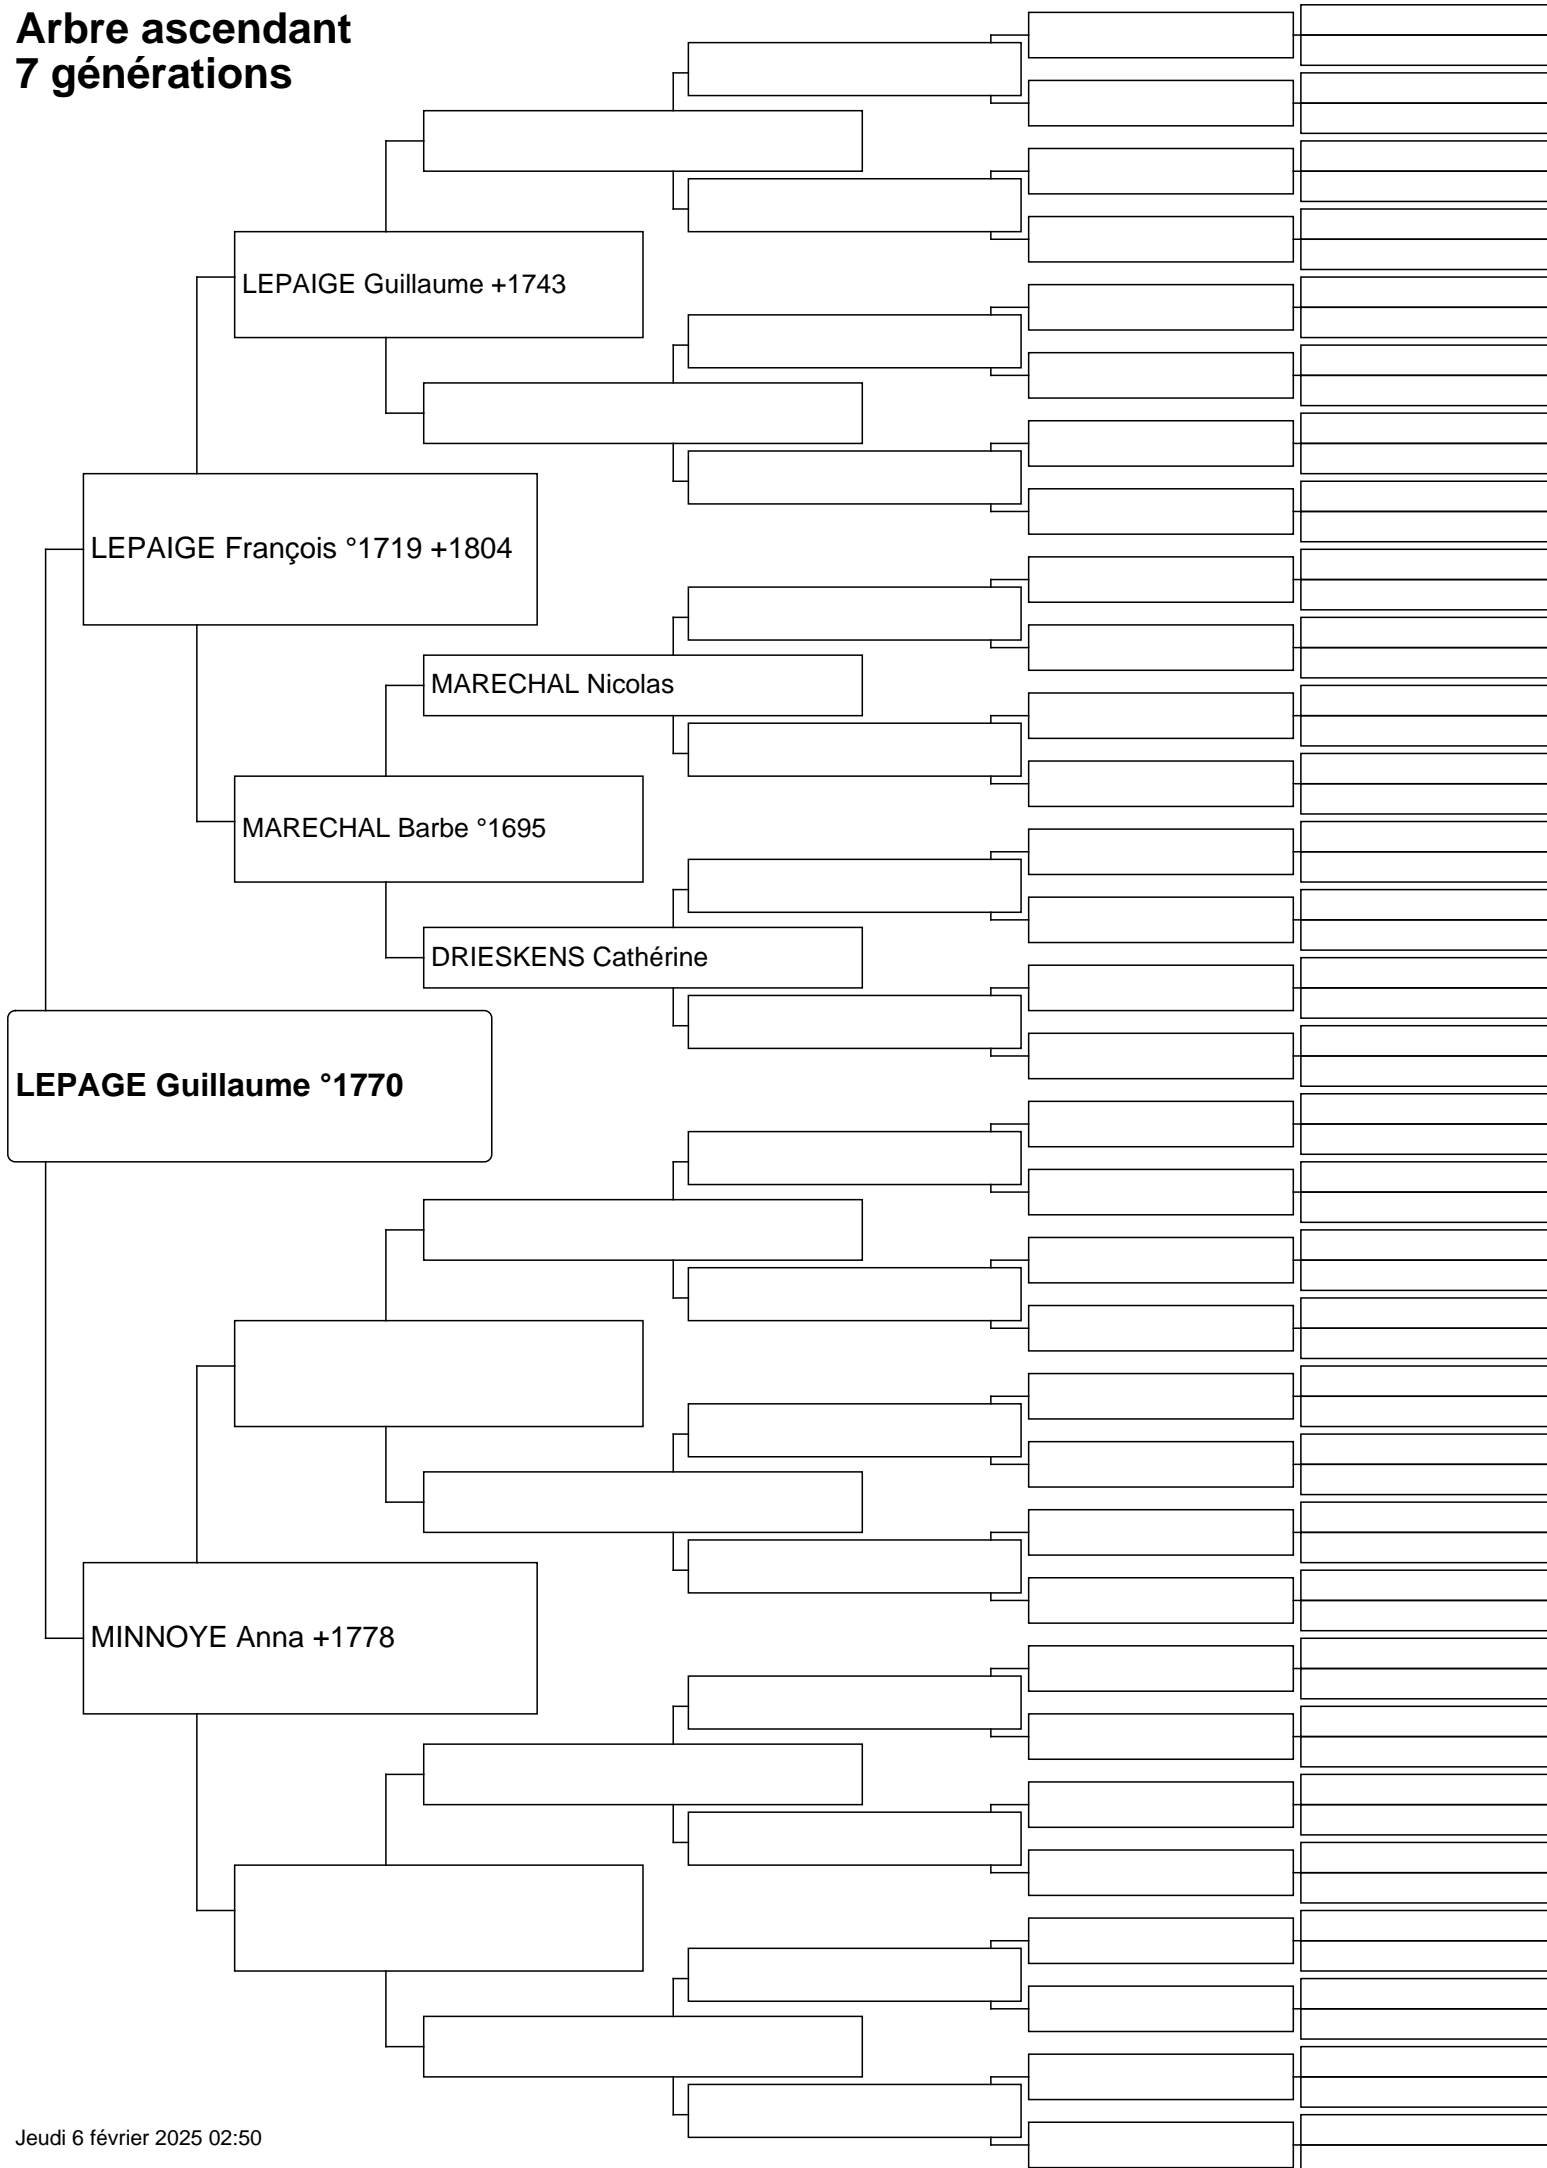 Arbre ascendant
7 générations
LEPAIGE Guillaume +1743
LEPAIGE François °1719 +1804
MARECHAL Nicolas
MARECHAL Barbe °1695
DRIESKENS Cathérine
LEPAGE Guillaume °1770
MINNOYE Anna +1778
Jeudi 6 février 2025 02:50